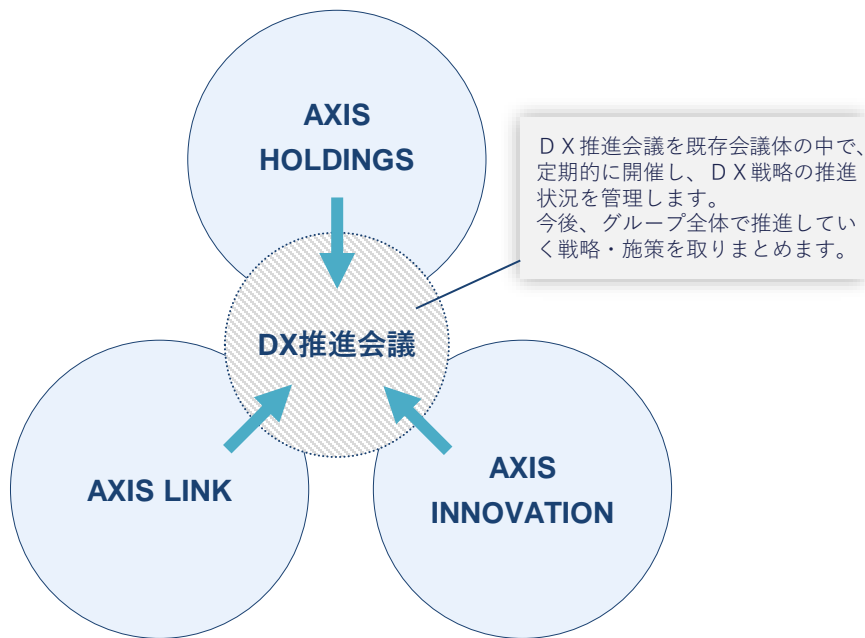 AXIS
HOLDINGS
ＤＸ推進会議を既存会議体の中で、
定期的に開催し、ＤＸ戦略の推進
状況を管理します。
今後、グループ全体で推進してい
く戦略・施策を取りまとめます。
DX推進会議
AXIS LINK
AXIS
INNOVATION